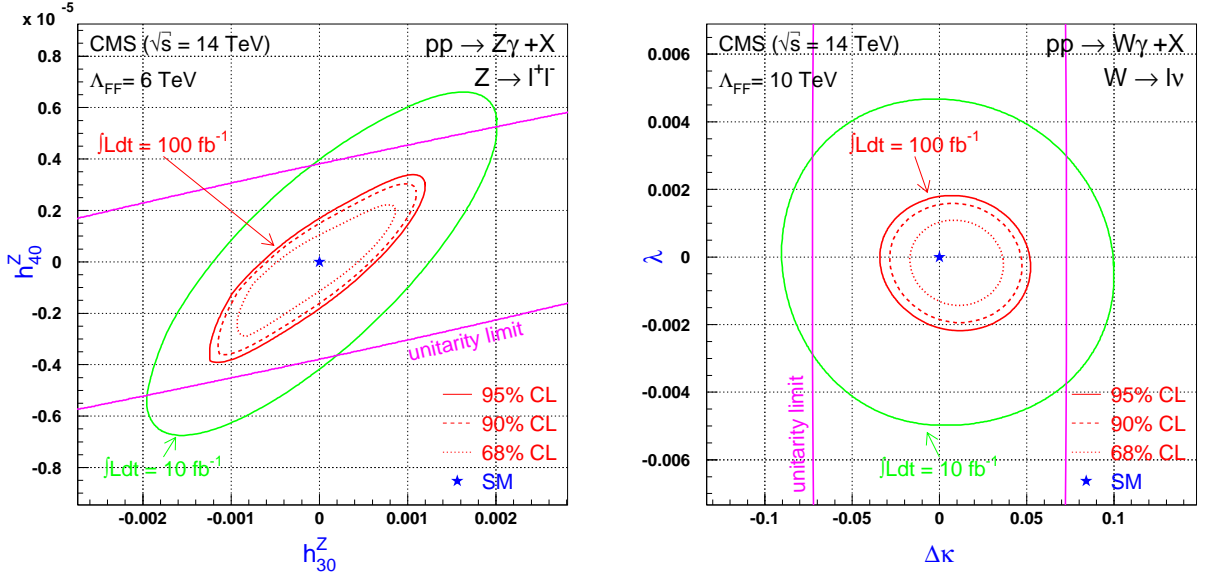 x 10⁻⁵
CMS (√s = 14 TeV)
pp → Zγ +X
Λ_FF = 6 TeV
Z → l⁺l⁻
∫Ldt = 100 fb⁻¹
unitarity limit
95% CL
90% CL
68% CL
SM
∫Ldt = 10 fb⁻¹
0.8
0.6
0.4
0.2
0
-0.2
-0.4
-0.6
-0.8
h₄₀ᶻ
-0.002
-0.001
0
0.001
0.002
h₃₀ᶻ
CMS (√s = 14 TeV)
pp → Wγ +X
Λ_FF = 10 TeV
W → lν
∫Ldt = 100 fb⁻¹
unitarity limit
95% CL
90% CL
68% CL
SM
∫Ldt = 10 fb⁻¹
0.006
0.004
0.002
0
-0.002
-0.004
-0.006
λ
-0.1
-0.05
0
0.05
0.1
Δκ